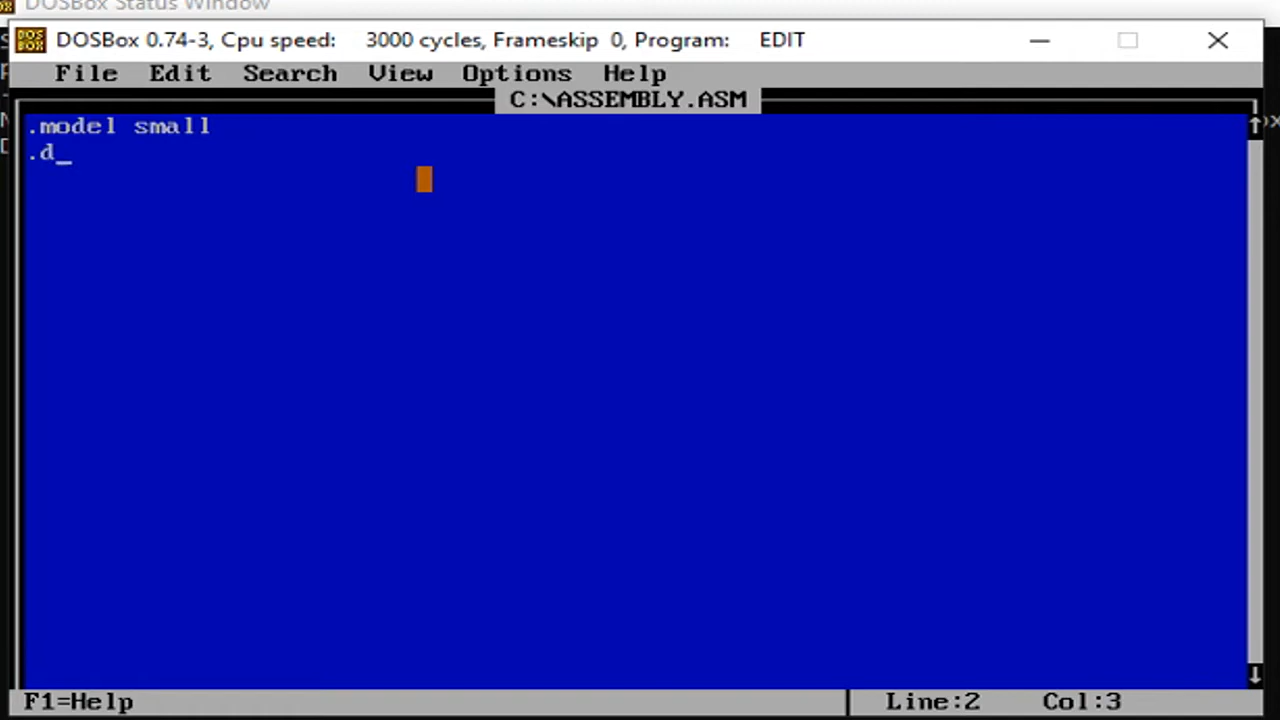 DOSBox Status Window
DOSBox 0.74-3, Cpu speed: 3000 cycles, Frameskip 0, Program: EDIT
File Edit Search View Options Help
C:\ASSEMBLY.ASM
.model small
.d_
F1=Help Line:2 Col:3